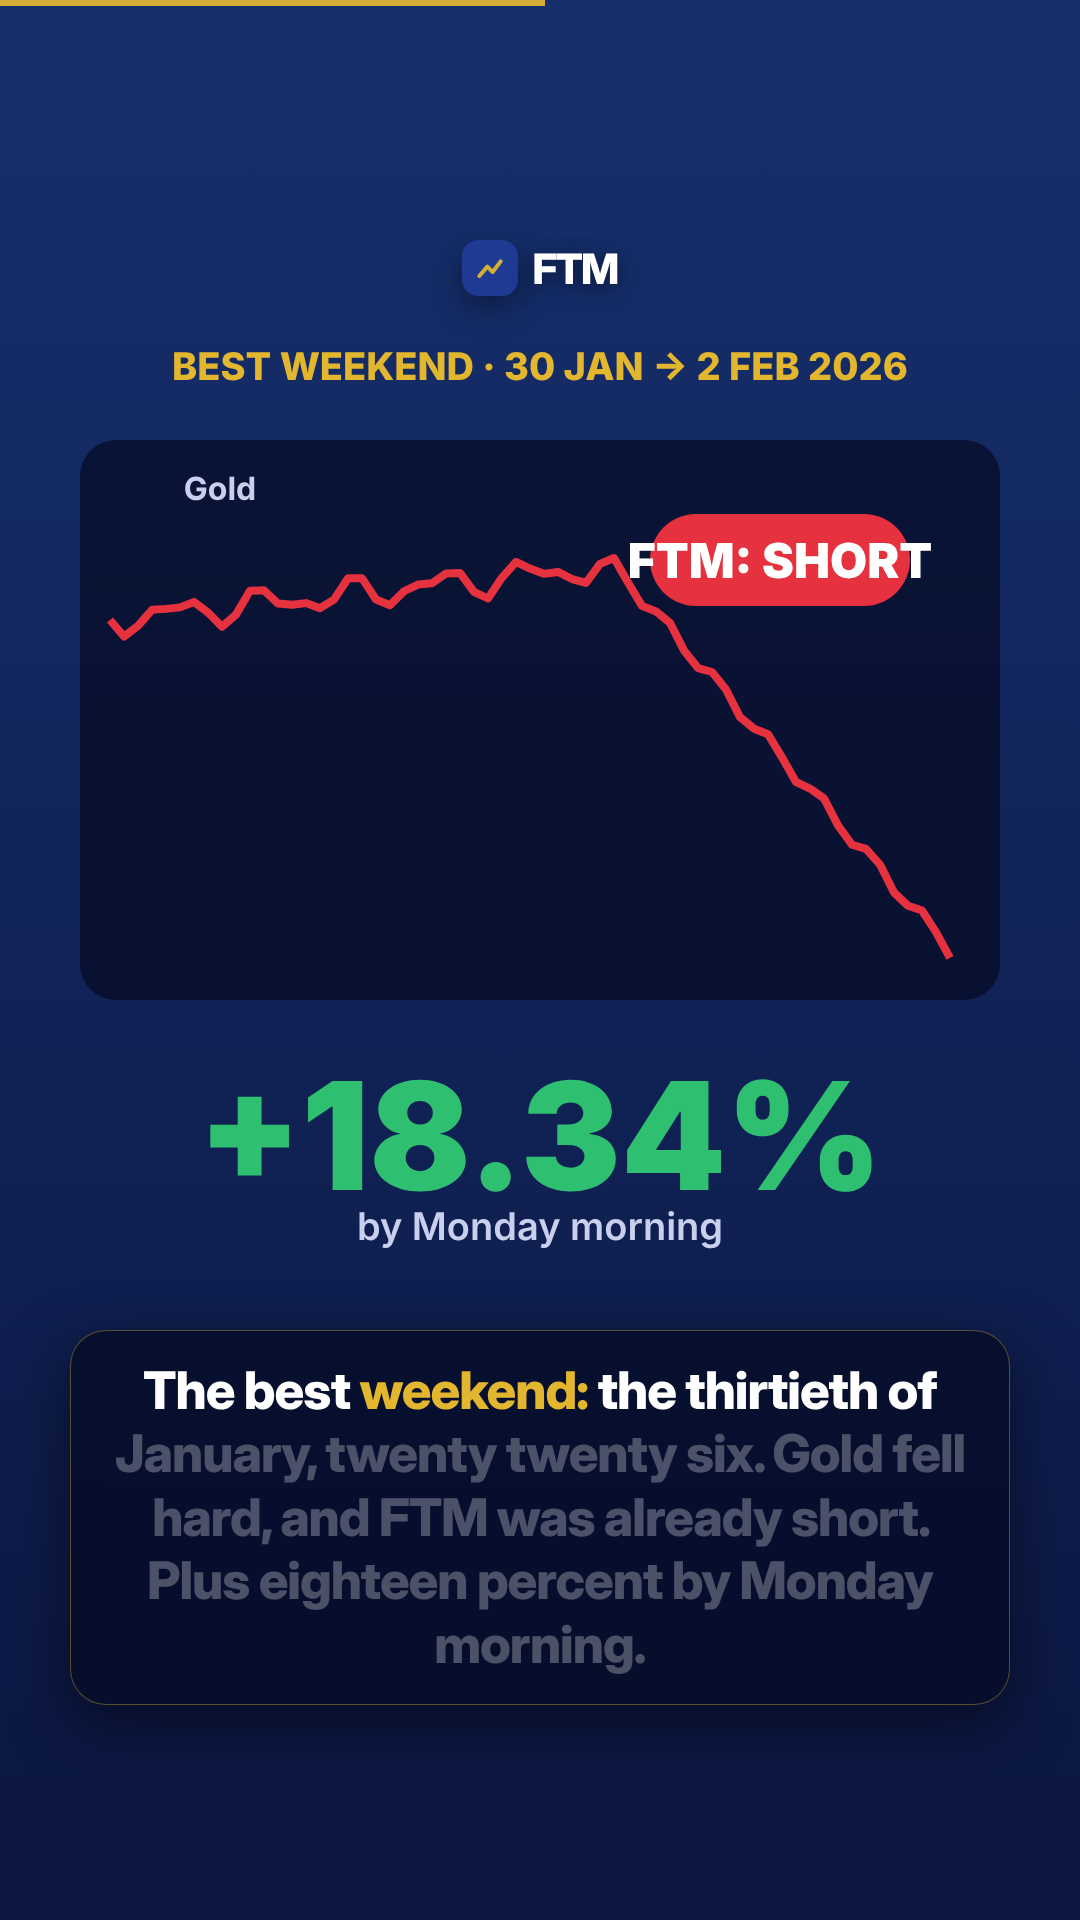 FTM
BEST WEEKEND · 30 JAN → 2 FEB 2026
Gold
FTM: SHORT
+18.34%
by Monday morning
The best weekend: the thirtieth of
January, twenty twenty six. Gold fell
hard, and FTM was already short.
Plus eighteen percent by Monday
morning.